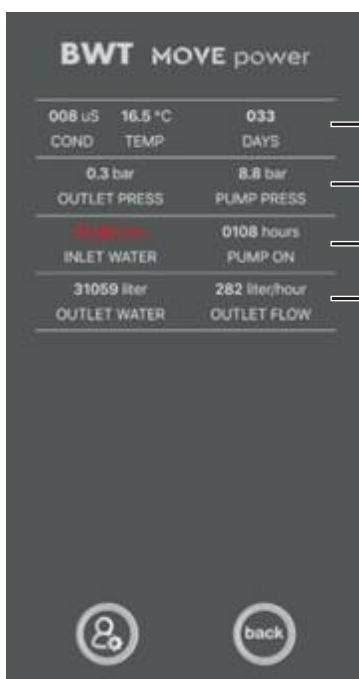 BWT MOVE power
008 uS 16.5 °C 033
COND TEMP DAYS
0.3 bar 8.8 bar
OUTLET PRESS PUMP PRESS
0108 hours
INLET WATER PUMP ON
31059 liter 282 liter/hour
OUTLET WATER OUTLET FLOW
back